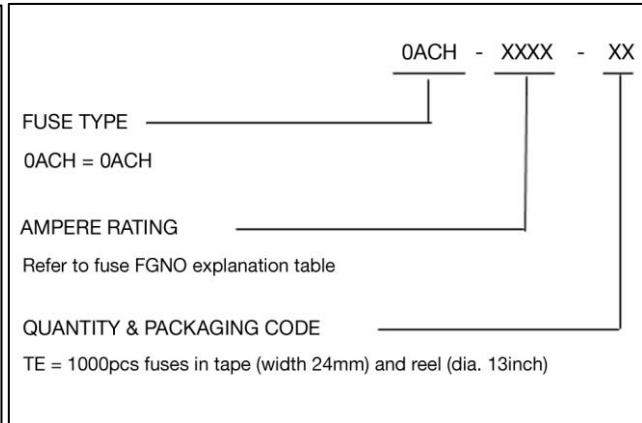 0ACH - XXXX - XX
FUSE TYPE
0ACH = 0ACH
AMPERE RATING
Refer to fuse FGNO explanation table
QUANTITY & PACKAGING CODE
TE = 1000pcs fuses in tape (width 24mm) and reel (dia. 13inch)